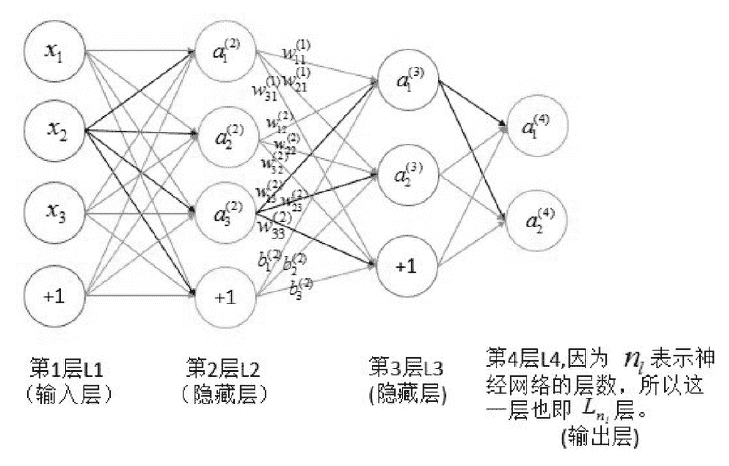 x₁
x₂
x₃
+1
a₁⁽²⁾
a₂⁽²⁾
a₃⁽²⁾
+1
w₁₁⁽¹⁾
w₃₁⁽¹⁾ w₂₁⁽¹⁾
w₁₂⁽²⁾
w₂₂⁽²⁾
w₃₂⁽²⁾
w₁₃⁽²⁾ w₂₃⁽²⁾
w₃₃⁽²⁾
b₁⁽²⁾ b₂⁽²⁾
b₃⁽²⁾
a₁⁽³⁾
a₂⁽³⁾
+1
a₁⁽⁴⁾
a₂⁽⁴⁾
第1层L1
（输入层）
第2层L2
（隐藏层）
第3层L3
(隐藏层)
第4层L4,因为 nₗ 表示神
经网络的层数，所以这
一层也即 Lₙₗ 层。
(输出层)